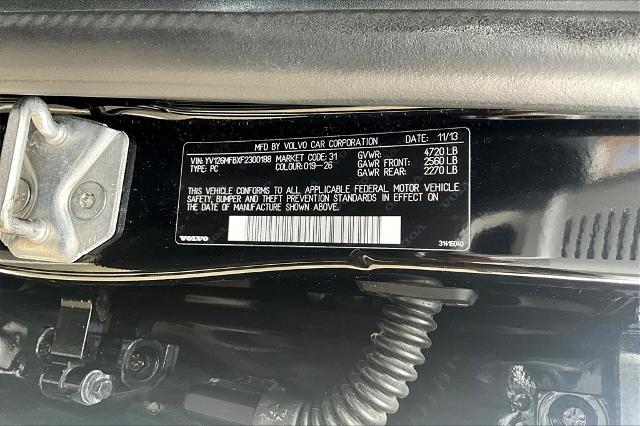 MFD BY VOLVO CAR CORPORATION 11/13
VIN: YV126MFBXF2300188 MARKET CODE: 31 GVWR: 4720 LB
TYPE: PC COLOUR: 019-26 GAWR FRONT: 2560 LB
GAWR REAR: 2270 LB
THIS VEHICLE CONFORMS TO ALL APPLICABLE FEDERAL MOTOR VEHICLE
SAFETY, BUMPER AND THEFT PREVENTION STANDARDS IN EFFECT ON
THE DATE OF MANUFACTURE SHOWN ABOVE.
VOLVO